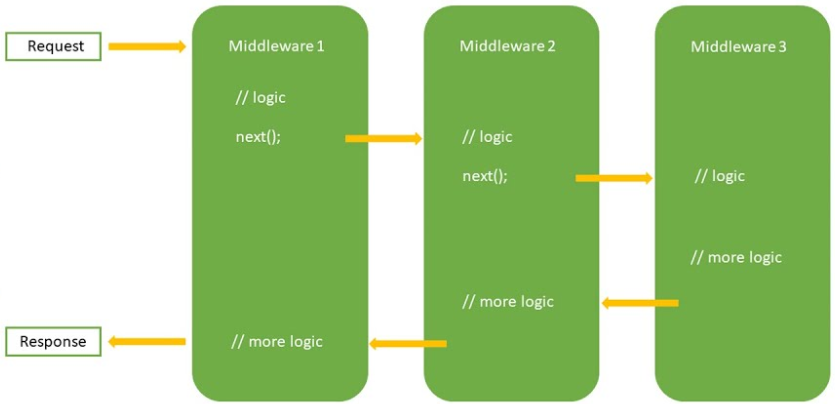 Request
Middleware 1
// logic
next();
Middleware 2
// logic
next();
Middleware 3
// logic
// more logic
// more logic
// more logic
Response